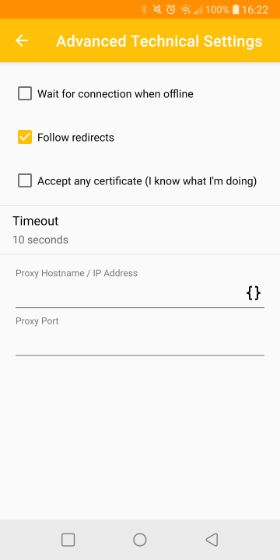 100% 16:22
Advanced Technical Settings
Wait for connection when offline
Follow redirects
Accept any certificate (I know what I'm doing)
Timeout
10 seconds
Proxy Hostname / IP Address
{}
Proxy Port